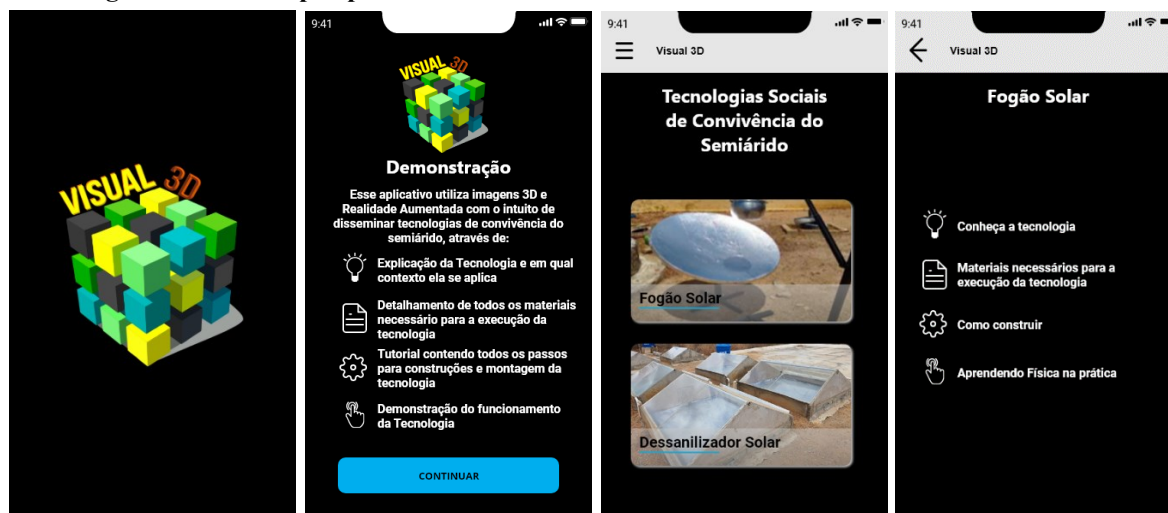 VISUAL 3D
9:41
VISUAL 3D
Demonstração
Esse aplicativo utiliza imagens 3D e
Realidade Aumentada com o intuito de
disseminar tecnologias de convivência do
semiárido, através de:
Explicação da Tecnologia e em qual
contexto ela se aplica
Detalhamento de todos os materiais
necessário para a execução da
tecnologia
Tutorial contendo todos os passos
para construções e montagem da
tecnologia
Demonstração do funcionamento
da Tecnologia
CONTINUAR
9:41
Visual 3D
Tecnologias Sociais
de Convivência do
Semiárido
Fogão Solar
Dessanilizador Solar
9:41
Visual 3D
Fogão Solar
Conheça a tecnologia
Materiais necessários para a
execução da tecnologia
Como construir
Aprendendo Física na prática